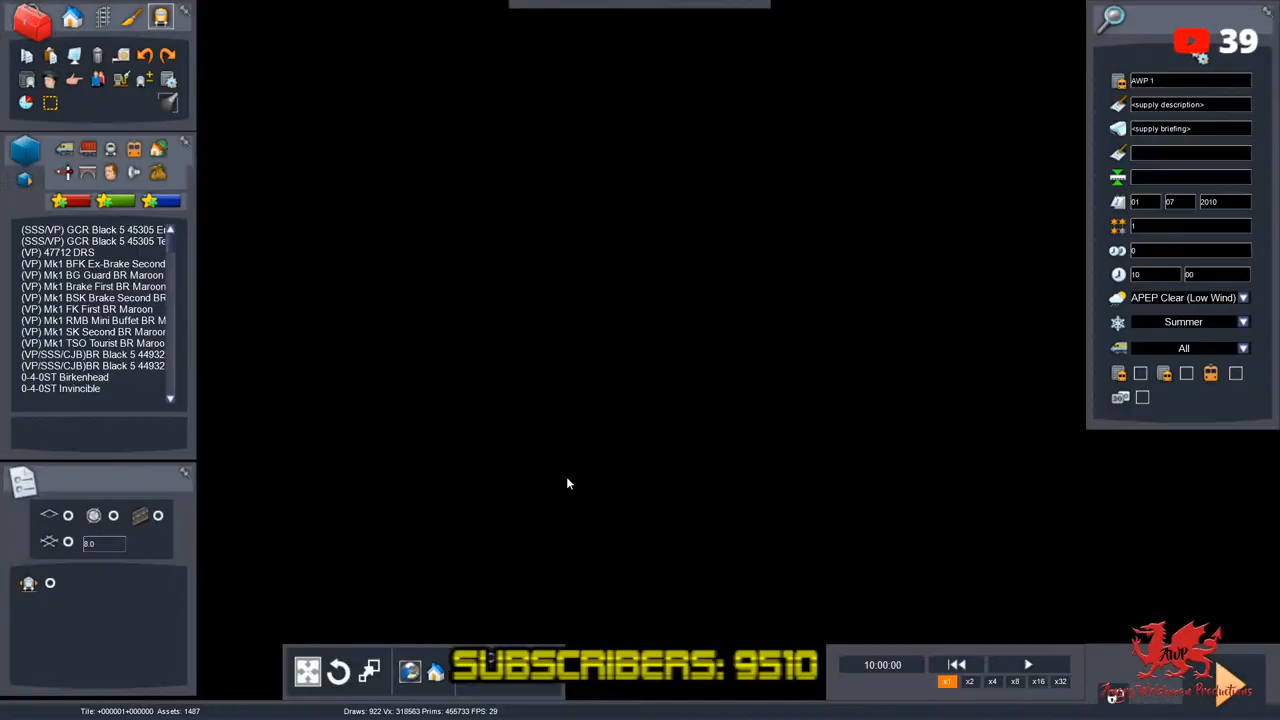 39
AWP 1
<supply description>
<supply briefing>
01 07 2010
1
0
10 00
APEP Clear (Low Wind)
Summer
All
(SSS/VP) GCR Black 5 45305 E
(SSS/VP) GCR Black 5 45305 Te
(VP) 47712 DRS
(VP) Mk1 BFK Ex-Brake Second
(VP) Mk1 BG Guard BR Maroon
(VP) Mk1 Brake First BR Maroon
(VP) Mk1 BSK Brake Second BR
(VP) Mk1 FK First BR Maroon
(VP) Mk1 RMB Mini Buffet BR M
(VP) Mk1 SK Second BR Maroon
(VP) Mk1 TSO Tourist BR Maroo
(VP/SSS/CJB)BR Black 5 44932
(VP/SSS/CJB)BR Black 5 44932
0-4-0ST Birkenhead
0-4-0ST Invincible
8.0
SUBSCRIBERS: 9510
10:00:00
x1 x2 x4 x8 x16 x32
AWP
AngryWelshman Productions
Tile: +000001+000000 Assets: 1487
Draws: 922 Vx: 318563 Prims: 455733 FPS: 29